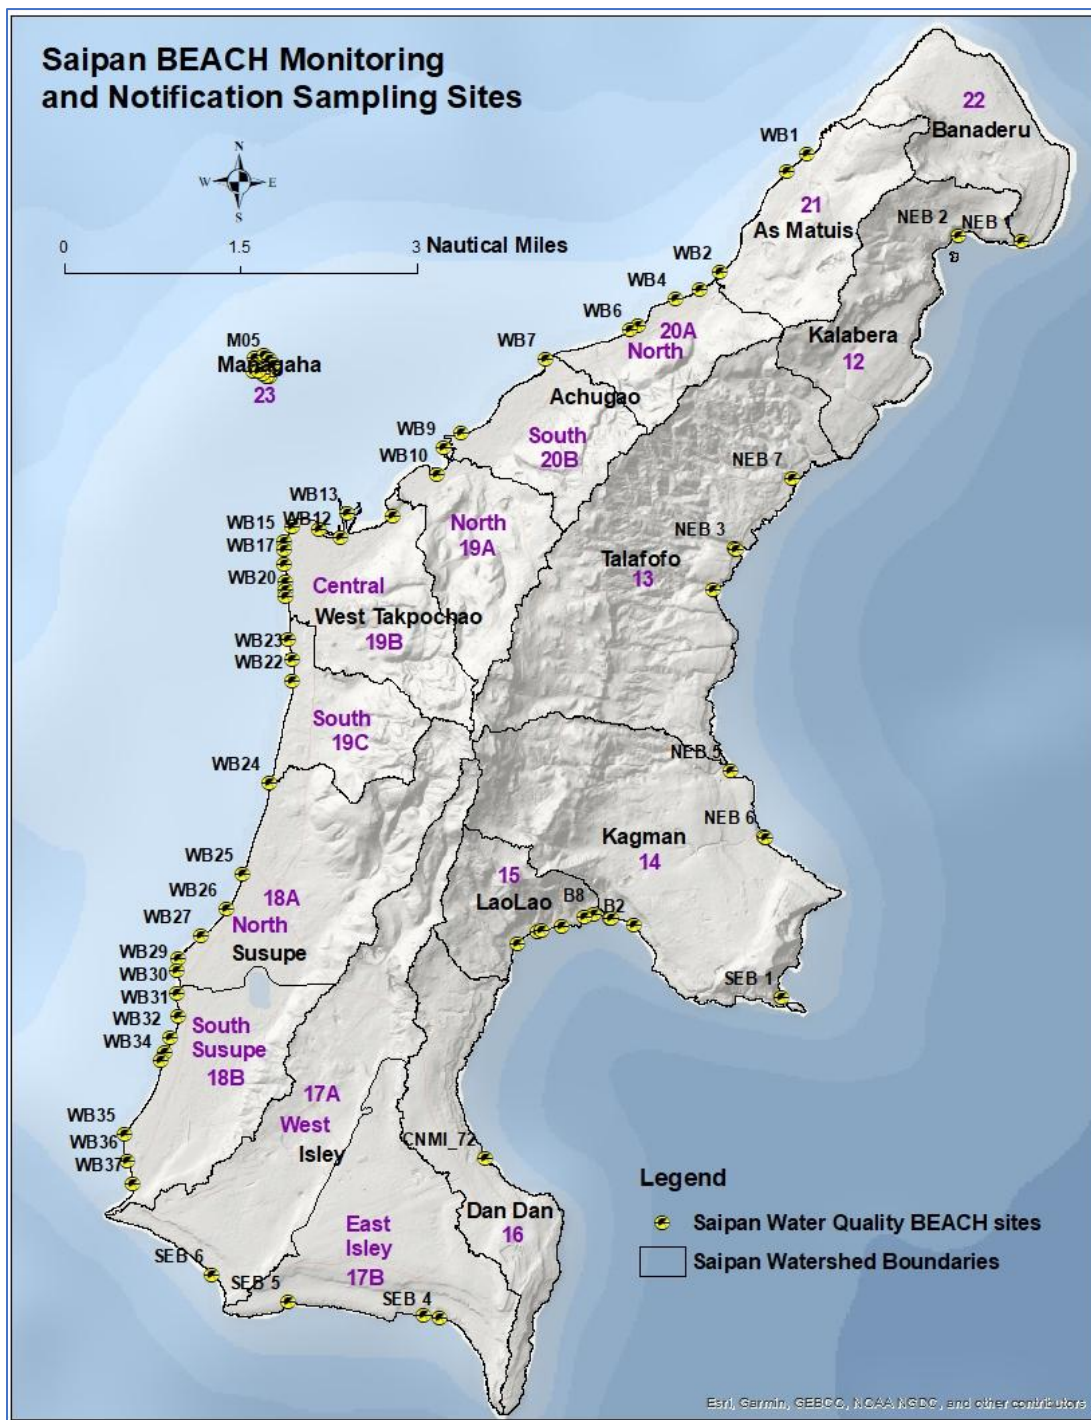 Saipan BEACH Monitoring
and Notification Sampling Sites
N
W E
S
0 1.5 3 Nautical Miles
22
Banaderu
WB1
21
As Matuis
NEB 2
NEB 1
WB2
WB4
WB6
20A
North
Kalabera
12
M05
Managaha
23
WB7
Achugao
WB9
South
20B
WB10
NEB 7
WB13
WB12
WB15
WB17
North
19A
NEB 3
Talafofo
13
WB20
Central
West Takpochao
19B
WB23
WB22
South
19C
NEB 5
WB24
NEB 6
Kagman
14
WB25
15
LaoLao
B8
B2
WB26
18A
North
Susupe
WB27
WB29
WB30
WB31
SEB 1
WB32
South
Susupe
18B
WB34
17A
West
Isley
WB35
WB36
WB37
CNMI_72
Dan Dan
16
East
Isley
17B
SEB 6
SEB 5
SEB 4
Legend
Saipan Water Quality BEACH sites
Saipan Watershed Boundaries
Esri, Garmin, GEBCO, NOAA NGDC, and other contributors